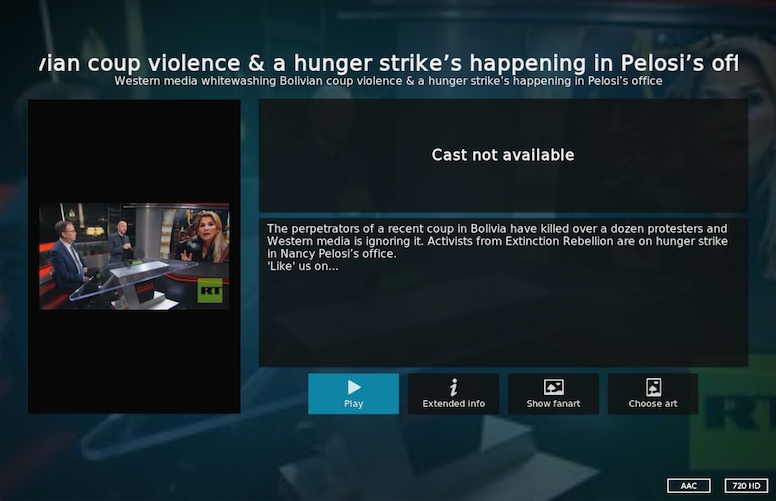 vian coup violence & a hunger strike’s happening in Pelosi’s off
Western media whitewashing Bolivian coup violence & a hunger strike’s happening in Pelosi’s office
Cast not available
The perpetrators of a recent coup in Bolivia have killed over a dozen protesters and
Western media is ignoring it. Activists from Extinction Rebellion are on hunger strike
in Nancy Pelosi’s office.
'Like' us on...
RT
Play
Extended info
Show fanart
Choose art
RT
AAC
720 HD